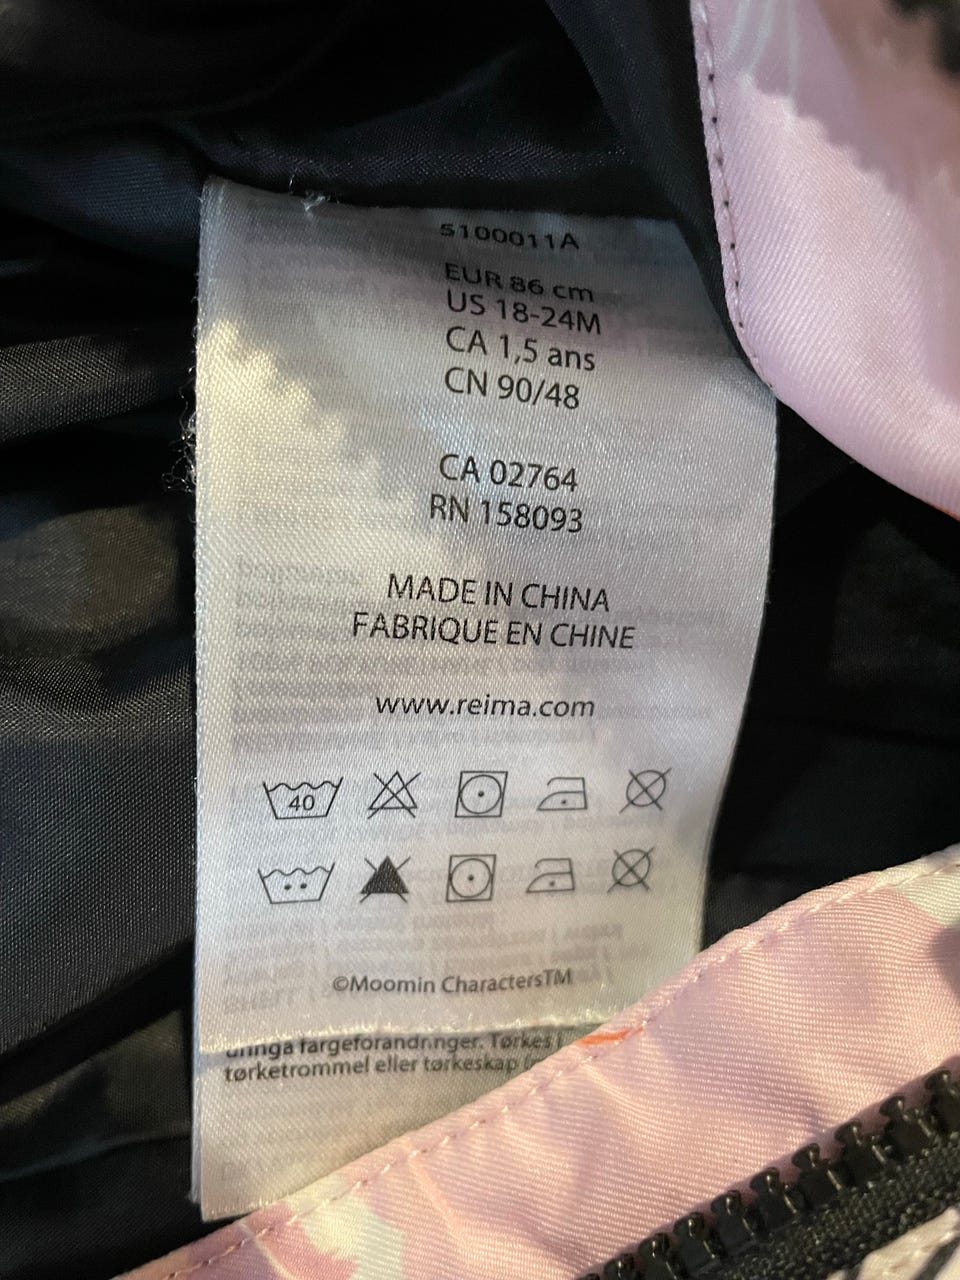 5100011A
EUR 86 cm
US 18-24M
CA 1,5 ans
CN 90/48
CA 02764
RN 158093
MADE IN CHINA
FABRIQUE EN CHINE
www.reima.com
40
©Moomin Characters™
fargeforandringer. Tørkes i
tørketrommel eller tørkeskap